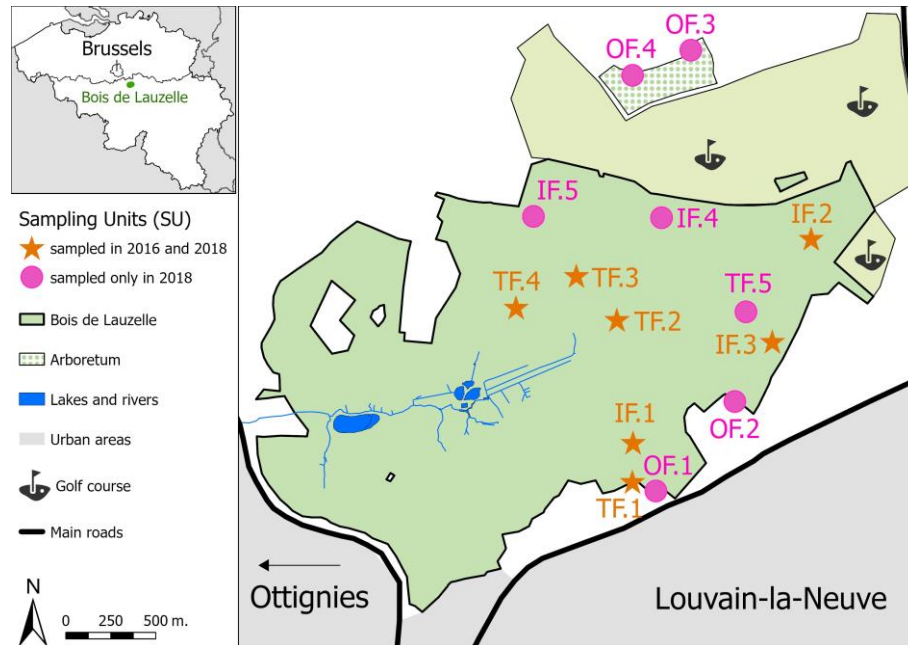 Brussels
Bois de Lauzelle
Sampling Units (SU)
sampled in 2016 and 2018
sampled only in 2018
Bois de Lauzelle
Arboretum
Lakes and rivers
Urban areas
Golf course
Main roads
N
0 250 500 m.
OF.3
OF.4
IF.5
IF.4
IF.2
TF.3
TF.4
TF.2
TF.5
IF.3
OF.2
IF.1
OF.1
TF.1
Ottignies
Louvain-la-Neuve